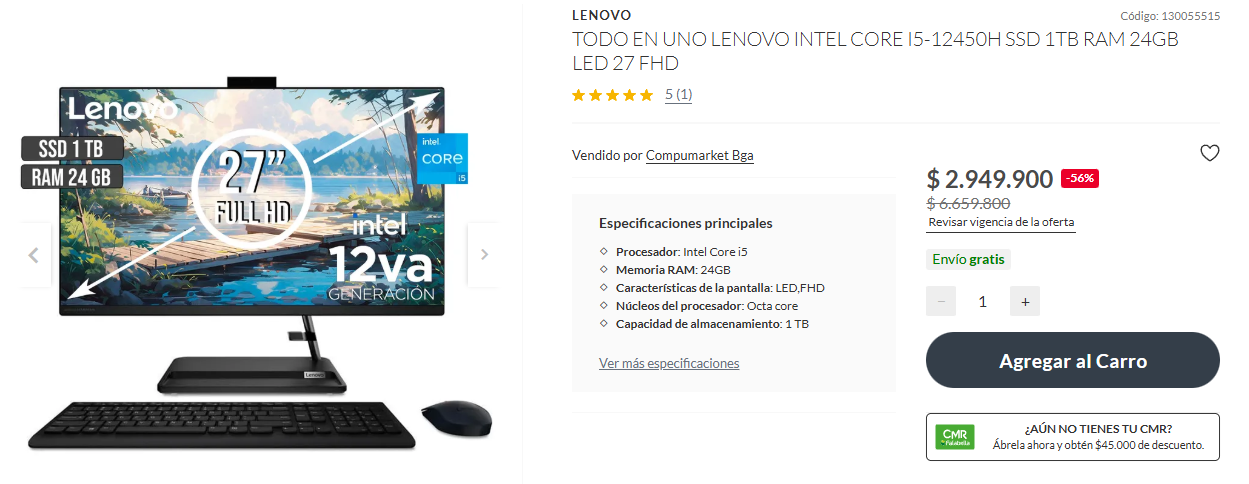 LENOVO
Código: 130055515
TODO EN UNO LENOVO INTEL CORE I5-12450H SSD 1TB RAM 24GB
LED 27 FHD
5 (1)
Vendido por Compumarket Bga
Especificaciones principales
Procesador: Intel Core i5
Memoria RAM: 24GB
Características de la pantalla: LED,FHD
Núcleos del procesador: Octa core
Capacidad de almacenamiento: 1 TB
Ver más especificaciones
$ 2.949.900 -56%
$ 6.659.800
Revisar vigencia de la oferta
Envío gratis
− 1 +
Agregar al Carro
CMR
Falabella
¿AÚN NO TIENES TU CMR?
Ábrela ahora y obtén $45.000 de descuento.
Lenovo
SSD 1 TB
RAM 24 GB
27”
FULL HD
intel
CORE
i5
intel
12va
GENERACIÓN
Lenovo